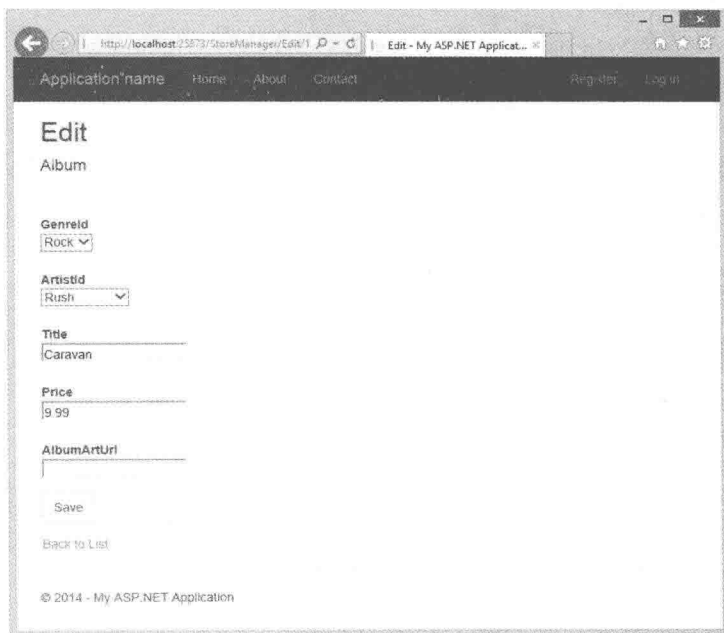 http://localhost:25873/StoreManager/Edit/1
Edit - My ASP.NET Applicat...
Application name Home About Contact Register Log in
Edit
Album
GenreId
Rock
ArtistId
Rush
Title
Caravan
Price
9.99
AlbumArtUrl
Save
Back to List
© 2014 - My ASP.NET Application